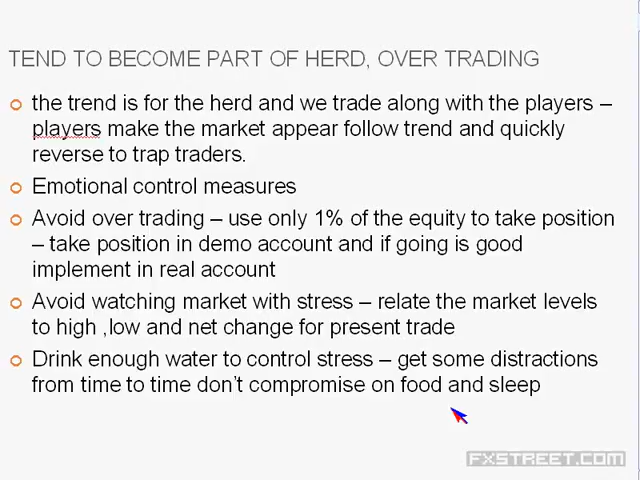 TEND TO BECOME PART OF HERD, OVER TRADING
the trend is for the herd and we trade along with the players –
players make the market appear follow trend and quickly
reverse to trap traders.
Emotional control measures
Avoid over trading – use only 1% of the equity to take position
– take position in demo account and if going is good
implement in real account
Avoid watching market with stress – relate the market levels
to high ,low and net change for present trade
Drink enough water to control stress – get some distractions
from time to time don't compromise on food and sleep
FXSTREET.COM